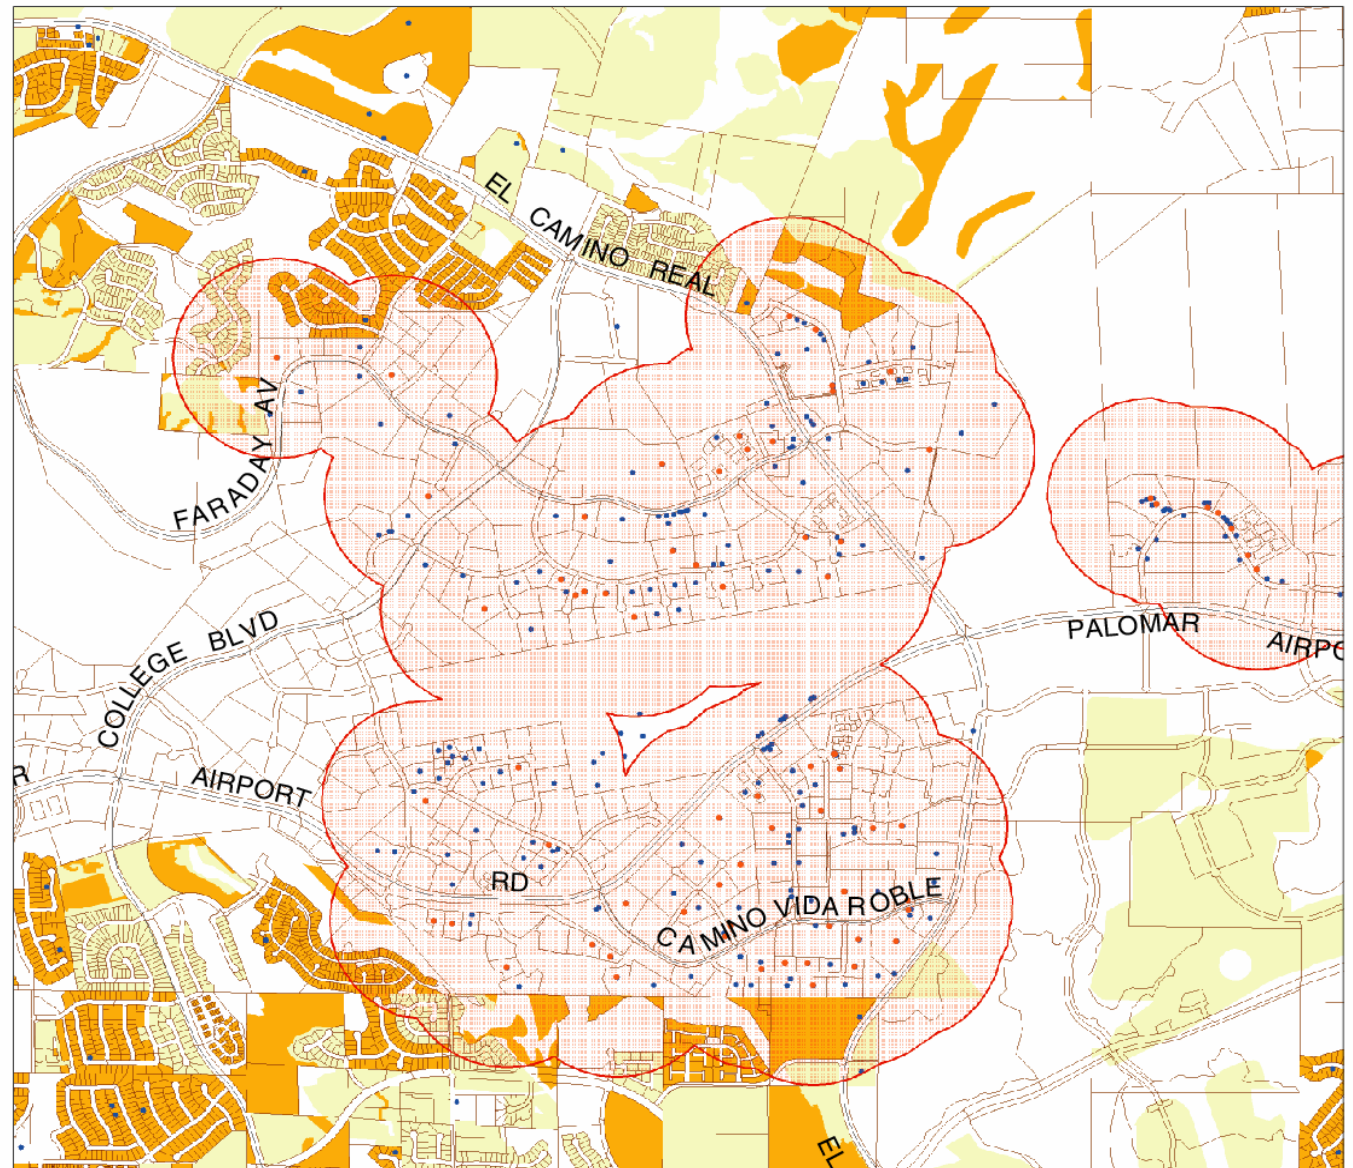 EL CAMINO REAL
FARADAY AV
PALOMAR
AIRPO
COLLEGE BLVD
R
AIRPORT
RD
CAMINO VIDA ROBLE
EL